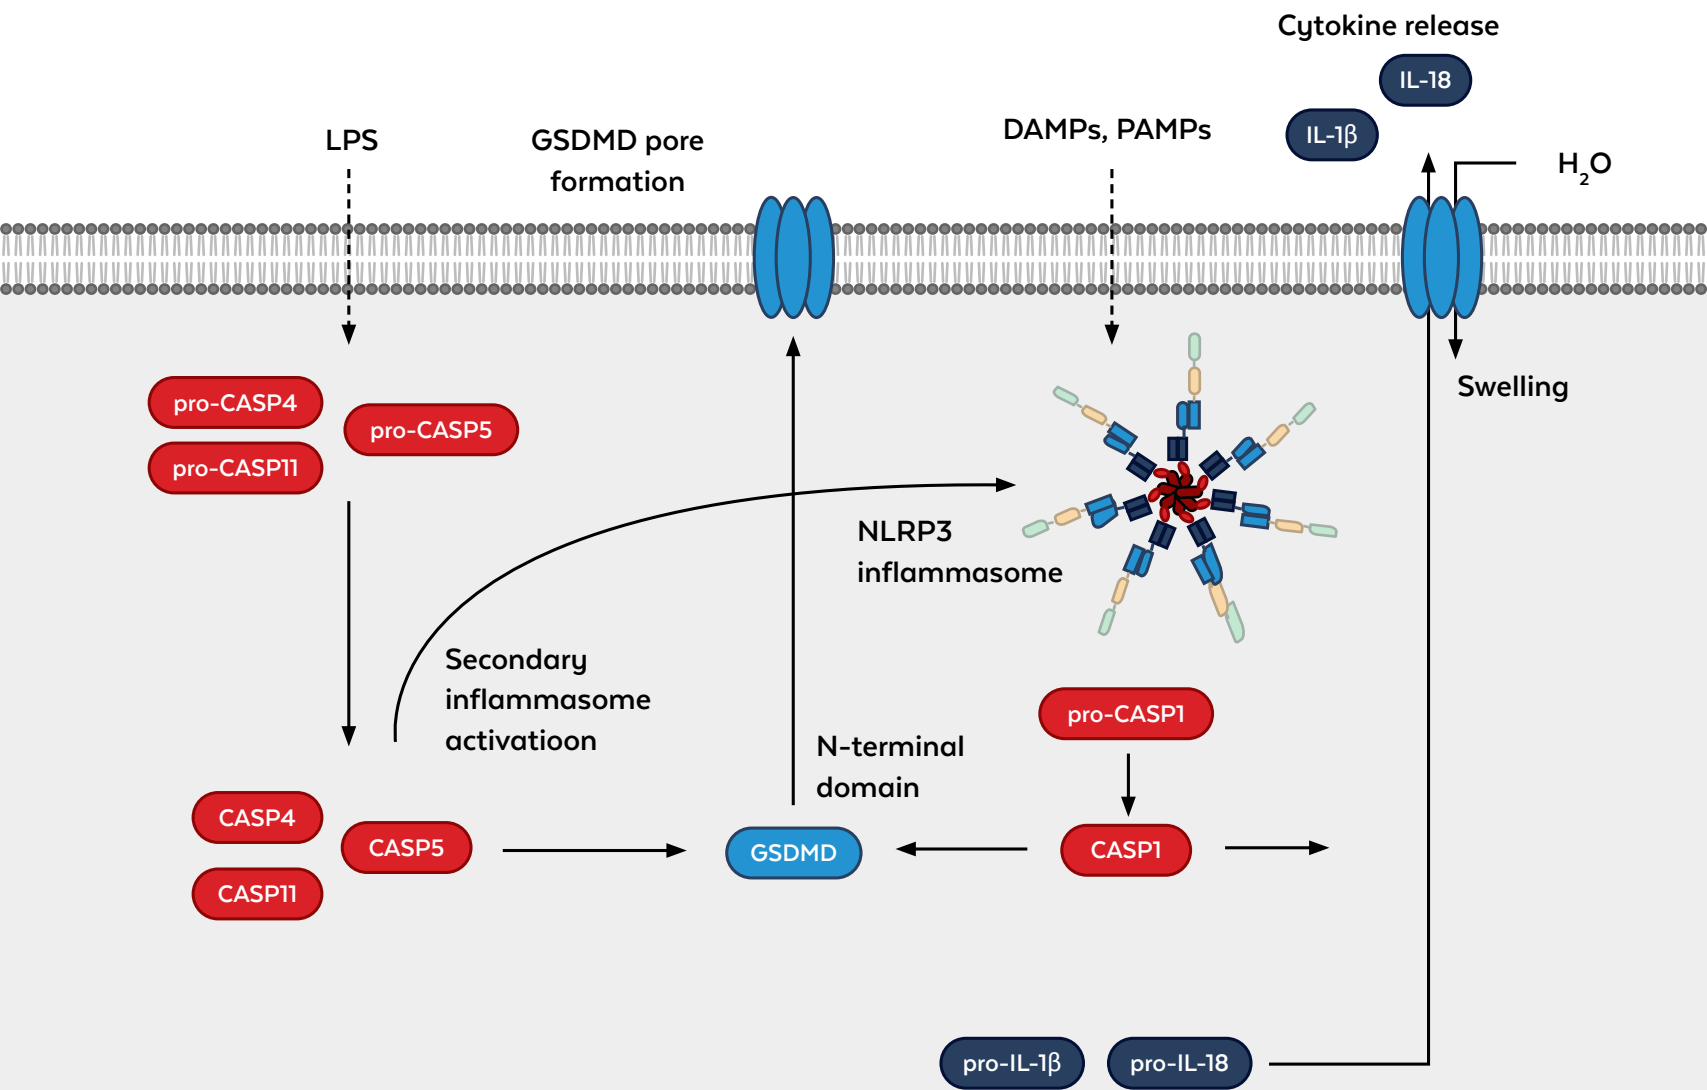 Cytokine release
IL-18
IL-1β
LPS
GSDMD pore
formation
DAMPs, PAMPs
H₂O
Swelling
pro-CASP4
pro-CASP5
pro-CASP11
NLRP3
inflammasome
Secondary
inflammasome
activatioon
N-terminal
domain
pro-CASP1
CASP4
CASP5
CASP11
GSDMD
CASP1
pro-IL-1β
pro-IL-18